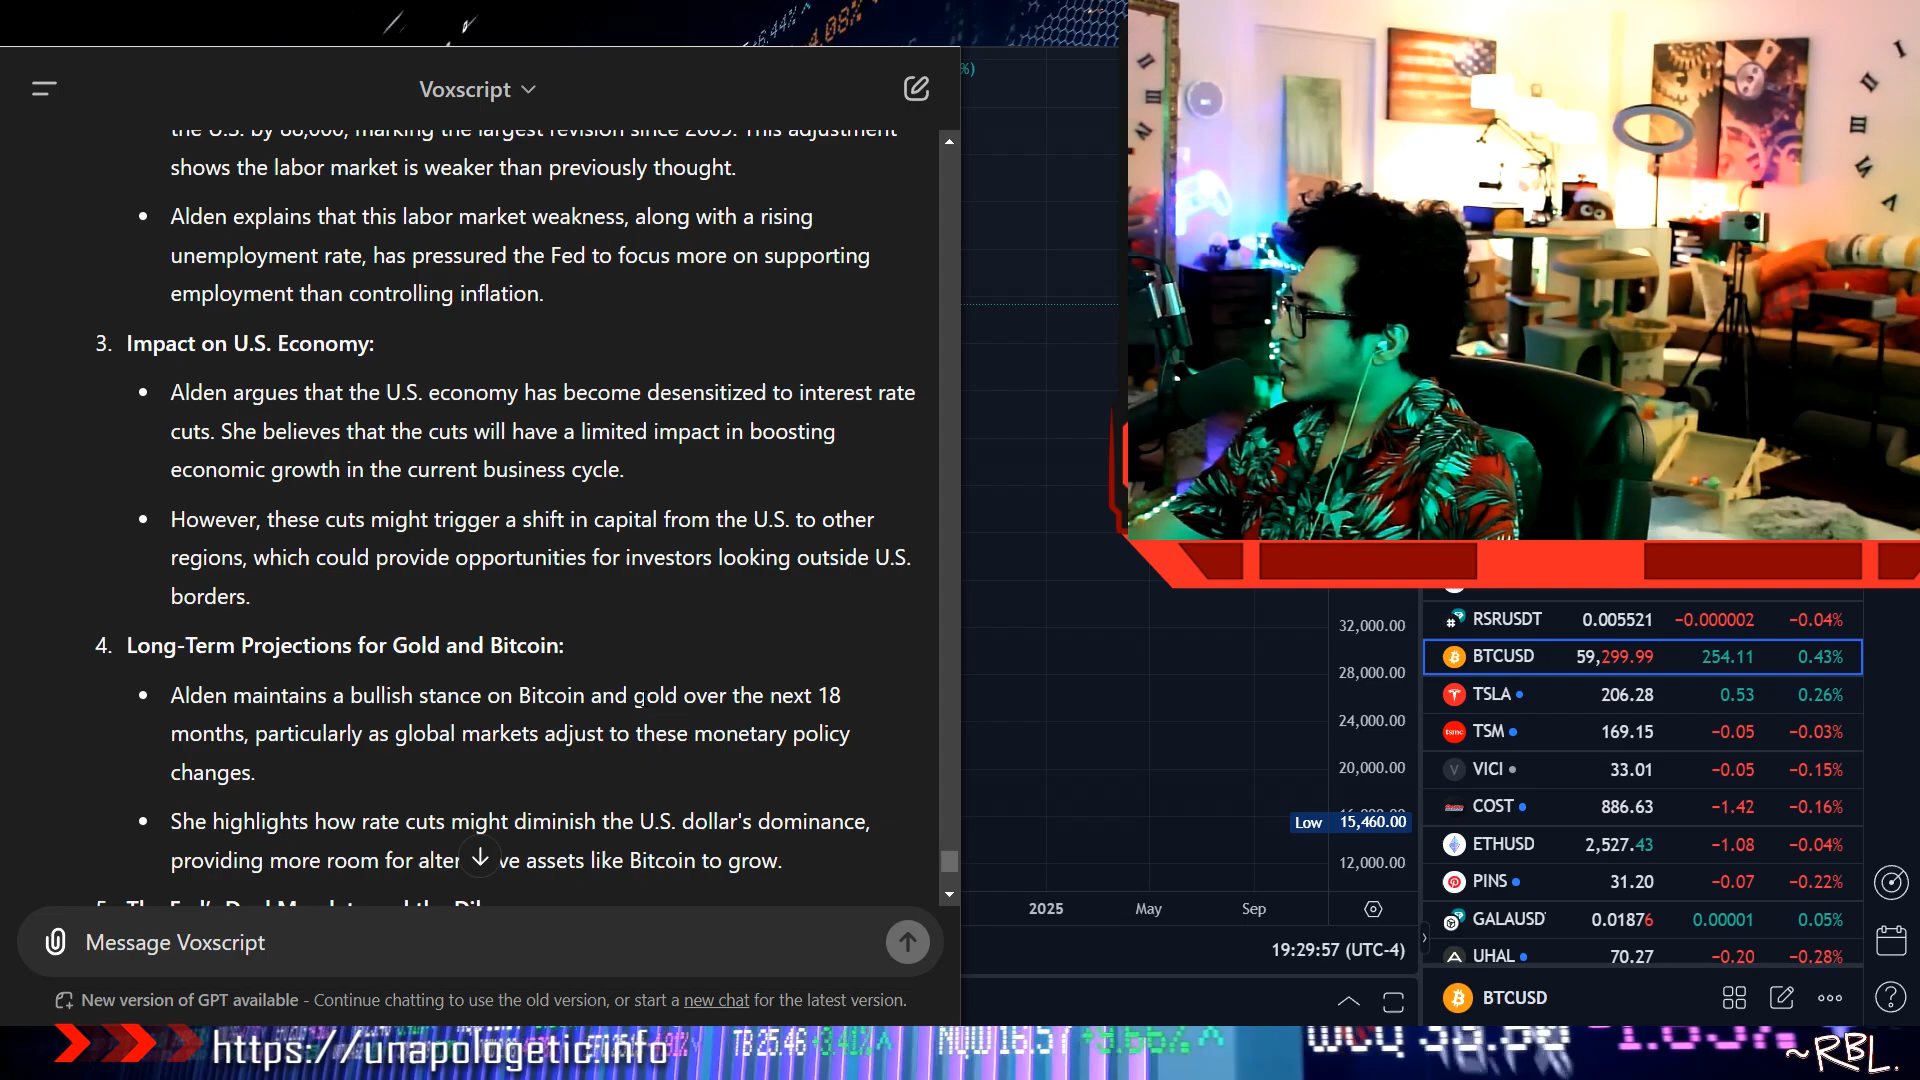 Voxscript
the U.S. by 88,000, marking the largest revision since 2009. This adjustment
shows the labor market is weaker than previously thought.
Alden explains that this labor market weakness, along with a rising
unemployment rate, has pressured the Fed to focus more on supporting
employment than controlling inflation.
3. Impact on U.S. Economy:
Alden argues that the U.S. economy has become desensitized to interest rate
cuts. She believes that the cuts will have a limited impact in boosting
economic growth in the current business cycle.
However, these cuts might trigger a shift in capital from the U.S. to other
regions, which could provide opportunities for investors looking outside U.S.
borders.
4. Long-Term Projections for Gold and Bitcoin:
Alden maintains a bullish stance on Bitcoin and gold over the next 18
months, particularly as global markets adjust to these monetary policy
changes.
She highlights how rate cuts might diminish the U.S. dollar's dominance,
providing more room for alter ve assets like Bitcoin to grow.
Message Voxscript
New version of GPT available - Continue chatting to use the old version, or start a new chat for the latest version.
%)
32,000.00
28,000.00
24,000.00
20,000.00
Low 15,460.00
12,000.00
2025 May Sep
19:29:57 (UTC-4)
RSRUSDT 0.005521 −0.000002 −0.04%
BTCUSD 59,299.99 254.11 0.43%
TSLA 206.28 0.53 0.26%
TSM 169.15 −0.05 −0.03%
VICI 33.01 −0.05 −0.15%
COST 886.63 −1.42 −0.16%
ETHUSD 2,527.43 −1.08 −0.04%
PINS 31.20 −0.07 −0.22%
GALAUSD 0.01876 0.00001 0.05%
UHAL 70.27 −0.20 −0.28%
BTCUSD
https://unapologetic.info
~RBL.